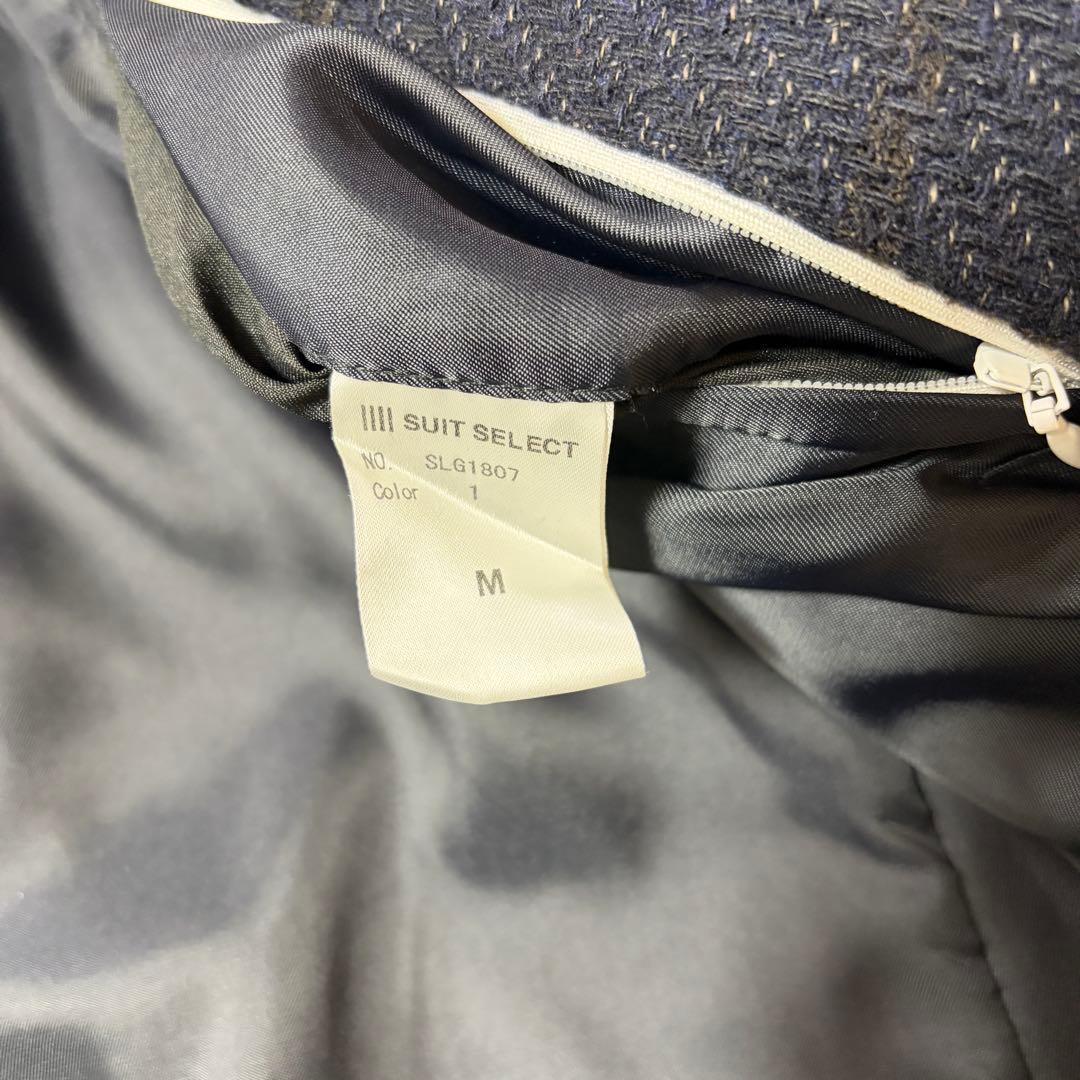 SUIT SELECT
NO. SLG1807
Color 1
M